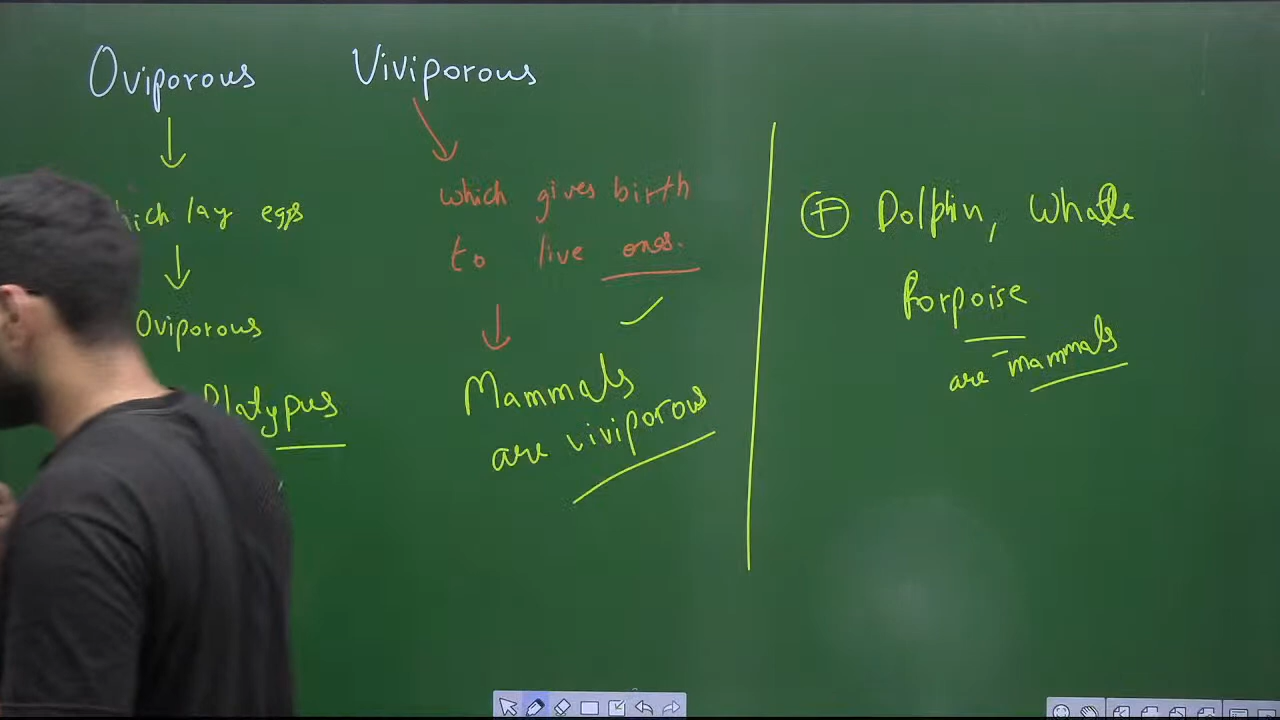 Oviporous Viviporous
lay eggs
Oviporous
Platypus
which gives birth
to live ones.
Mammals
are viviporous
F Dolphin, Whale
Porpoise
are mammals